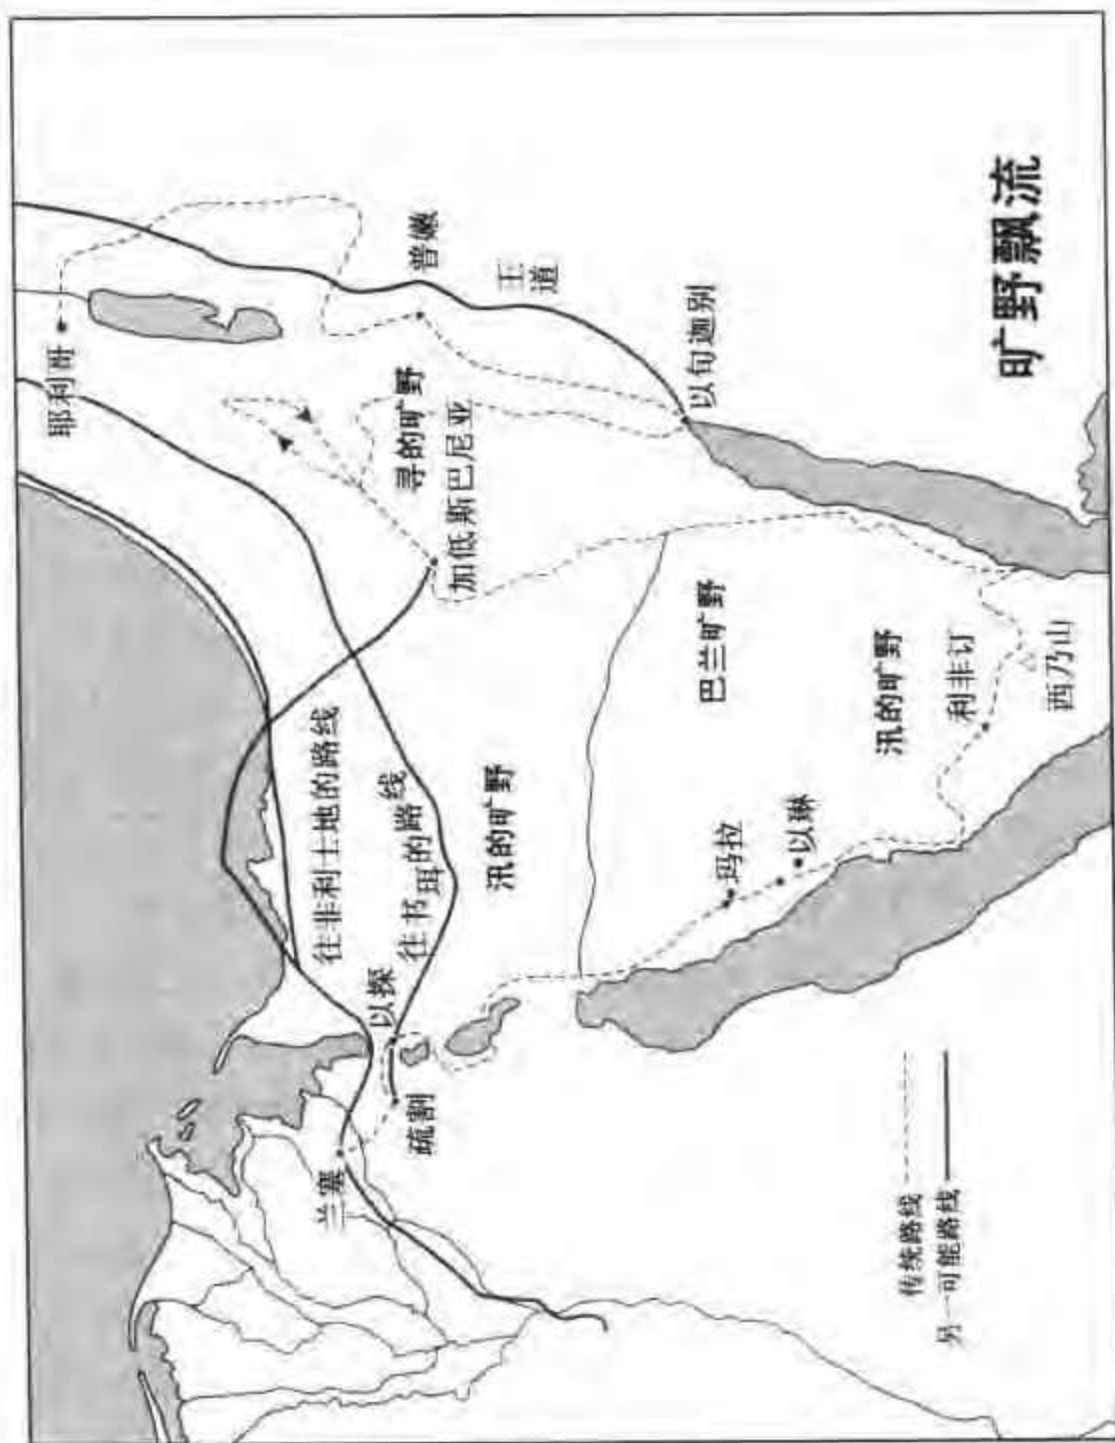 旷野飘流
耶利哥
普嫩
王道
以旬迦别
寻的旷野
加低斯巴尼亚
巴兰旷野
汛的旷野
利非订
西乃山
往非利士地的路线
往书珥的路线
汛的旷野
玛拉
以琳
以探
疏割
兰塞
传统路线
另一可能路线